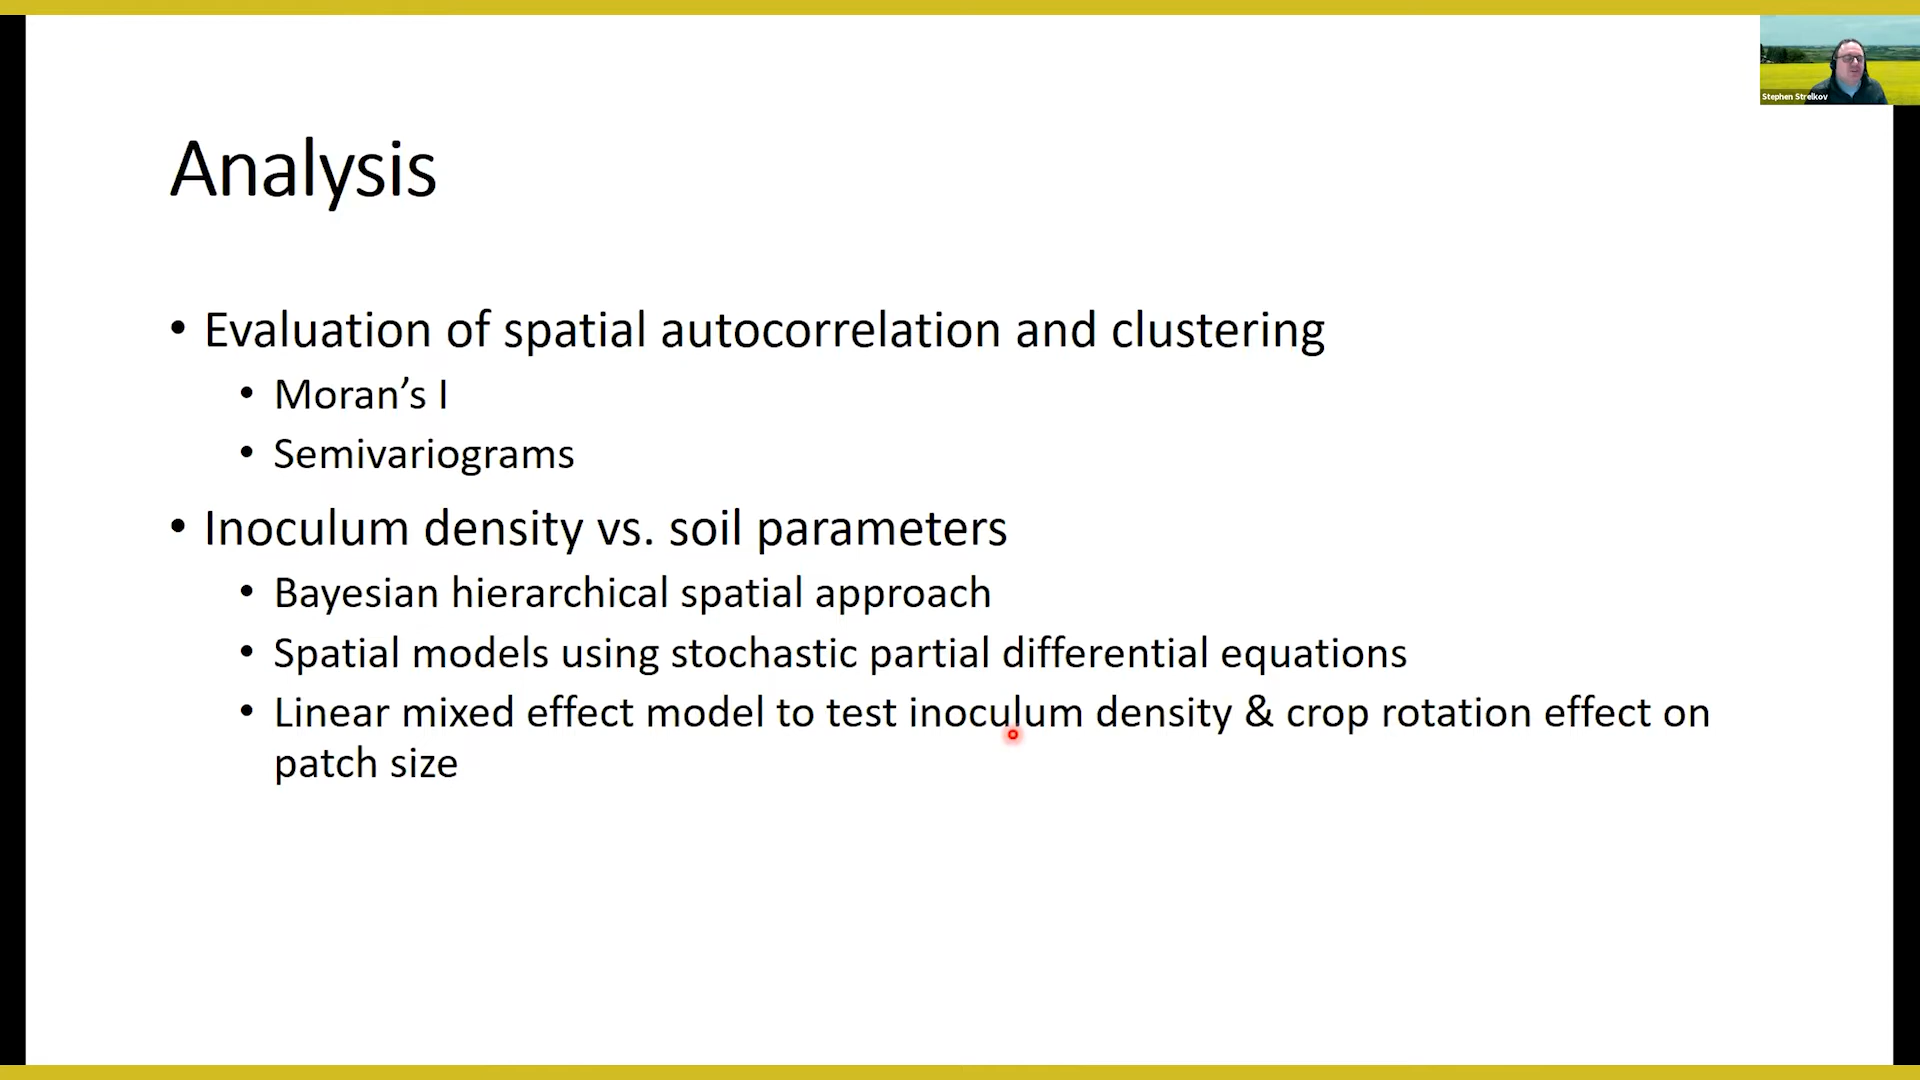 Stephen Strelkov
Analysis
• Evaluation of spatial autocorrelation and clustering
• Moran’s I
• Semivariograms
• Inoculum density vs. soil parameters
• Bayesian hierarchical spatial approach
• Spatial models using stochastic partial differential equations
• Linear mixed effect model to test inoculum density & crop rotation effect on
patch size